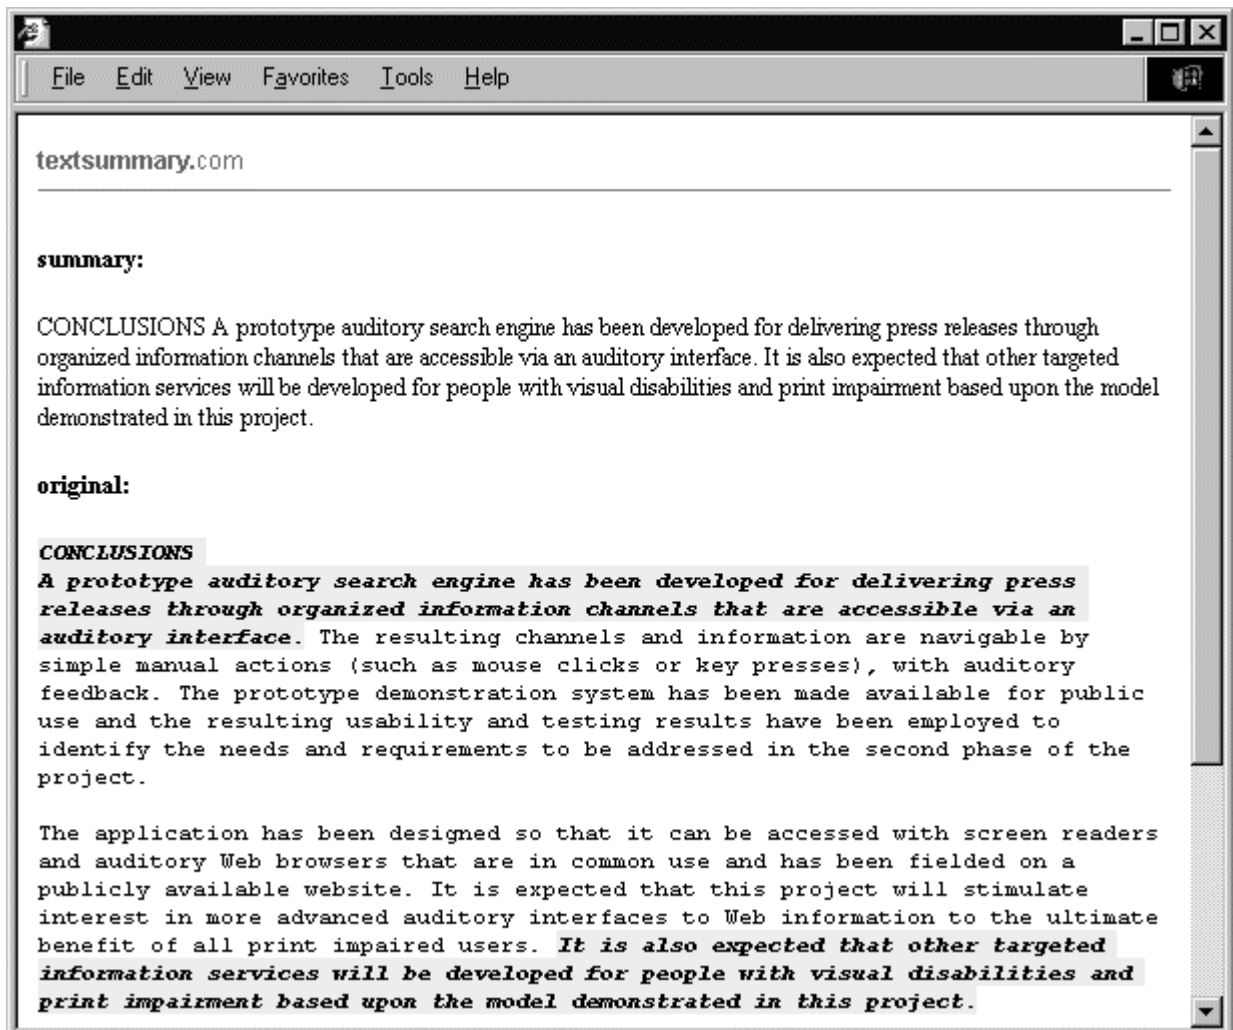 File Edit View Favorites Tools Help
textsummary.com
summary:
CONCLUSIONS A prototype auditory search engine has been developed for delivering press releases through
organized information channels that are accessible via an auditory interface. It is also expected that other targeted
information services will be developed for people with visual disabilities and print impairment based upon the model
demonstrated in this project.
original:
CONCLUSIONS
A prototype auditory search engine has been developed for delivering press
releases through organized information channels that are accessible via an
auditory interface. The resulting channels and information are navigable by
simple manual actions (such as mouse clicks or key presses), with auditory
feedback. The prototype demonstration system has been made available for public
use and the resulting usability and testing results have been employed to
identify the needs and requirements to be addressed in the second phase of the
project.
The application has been designed so that it can be accessed with screen readers
and auditory Web browsers that are in common use and has been fielded on a
publicly available website. It is expected that this project will stimulate
interest in more advanced auditory interfaces to Web information to the ultimate
benefit of all print impaired users. It is also expected that other targeted
information services will be developed for people with visual disabilities and
print impairment based upon the model demonstrated in this project.